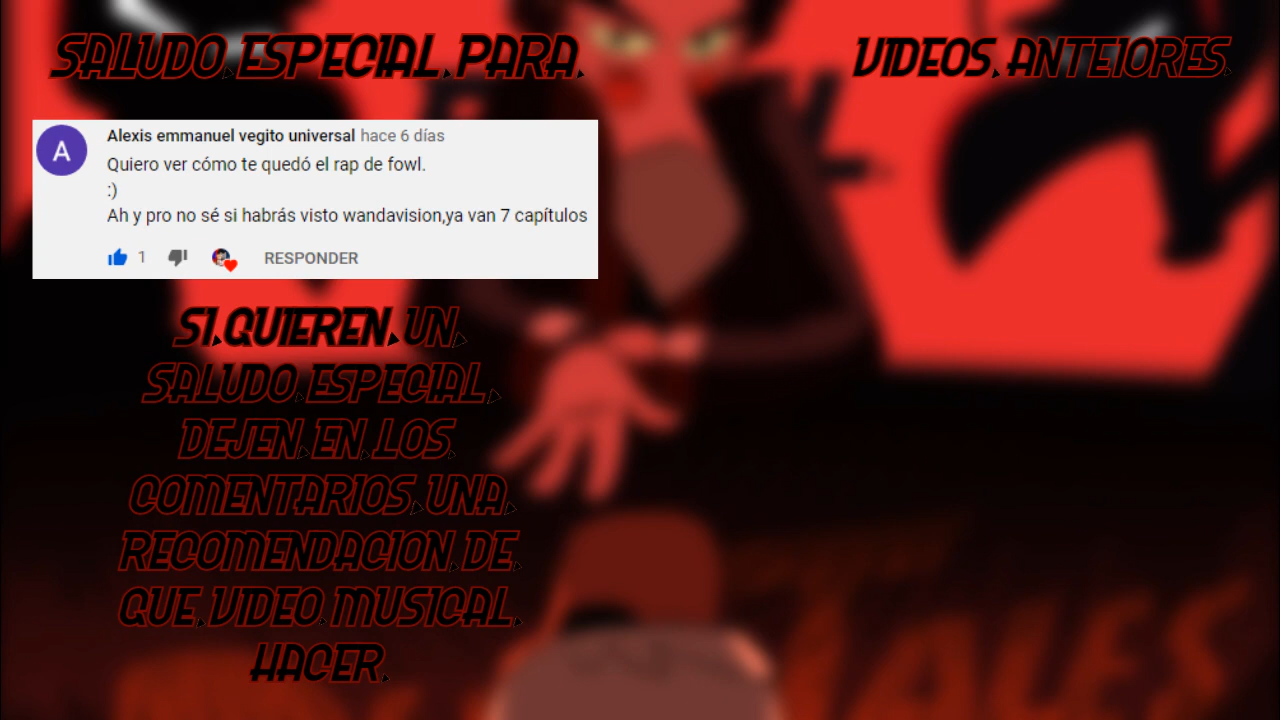 SALUDO ESPECIAL PARA
VIDEOS ANTEIORES
A
Alexis emmanuel vegito universal hace 6 días
Quiero ver cómo te quedó el rap de fowl.
:)
Ah y pro no sé si habrás visto wandavision,ya van 7 capítulos
1
RESPONDER
SI QUIEREN UN
SALUDO ESPECIAL
DEJEN EN LOS
COMENTARIOS UNA
RECOMENDACION DE
QUE VIDEO MUSICAL
HACER
TALES